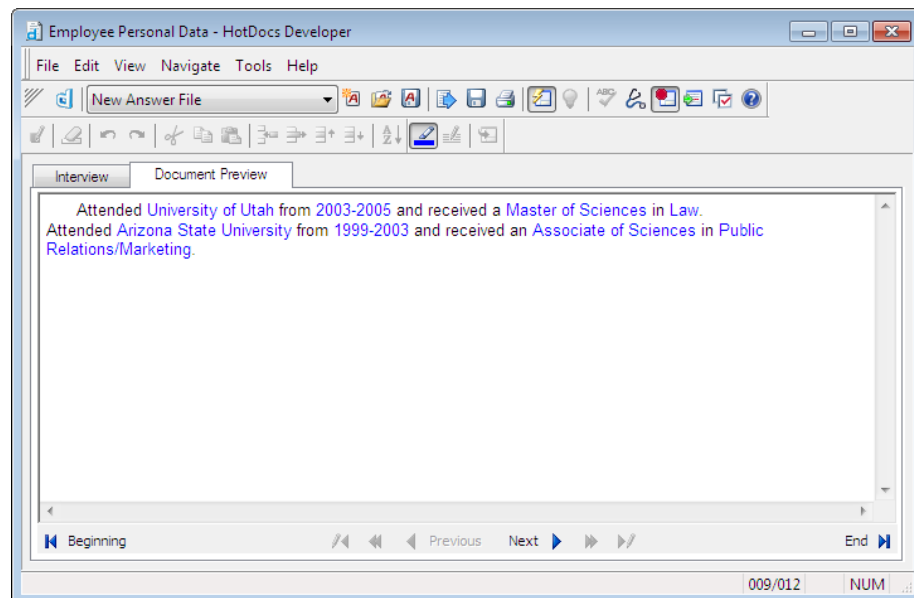 Employee Personal Data - HotDocs Developer
File Edit View Navigate Tools Help
New Answer File
Interview Document Preview
Attended University of Utah from 2003-2005 and received a Master of Sciences in Law.
Attended Arizona State University from 1999-2003 and received an Associate of Sciences in Public
Relations/Marketing.
Beginning Previous Next End
009/012 NUM